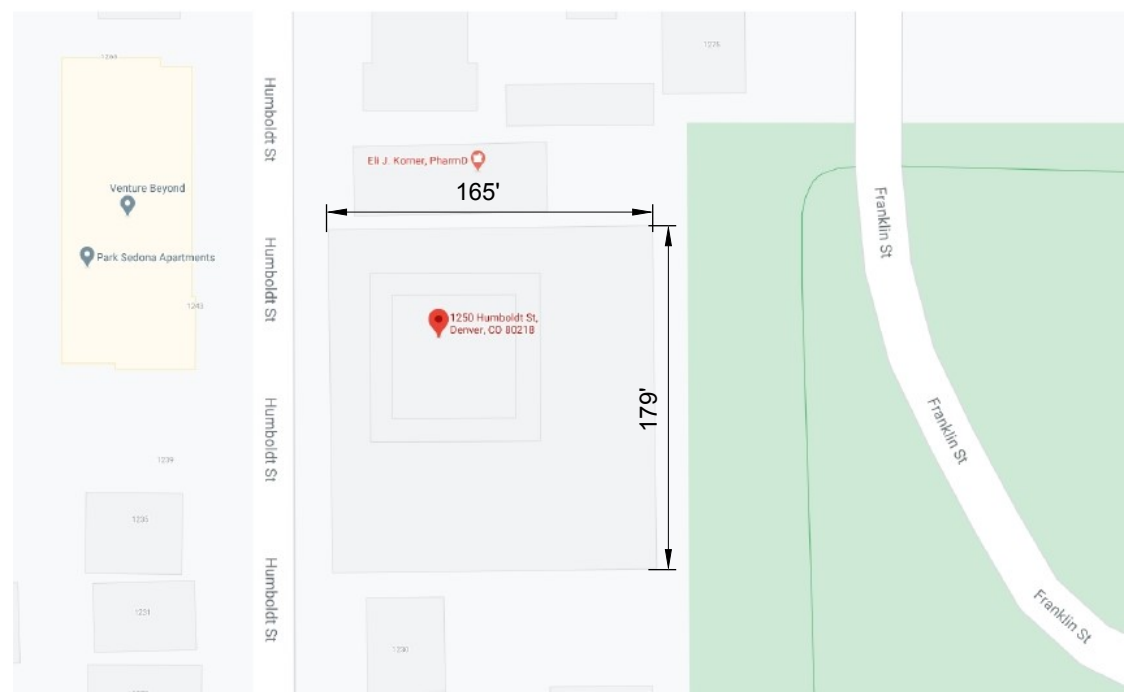 1275
Humboldt St
Eli J. Korner, PharmD
165'
Venture Beyond
Franklin St
Park Sedona Apartments
Humboldt St
1243
1250 Humboldt St,
Denver, CO 80218
179'
Franklin St
Humboldt St
1239
1235
Humboldt St
1231
Franklin St
1230